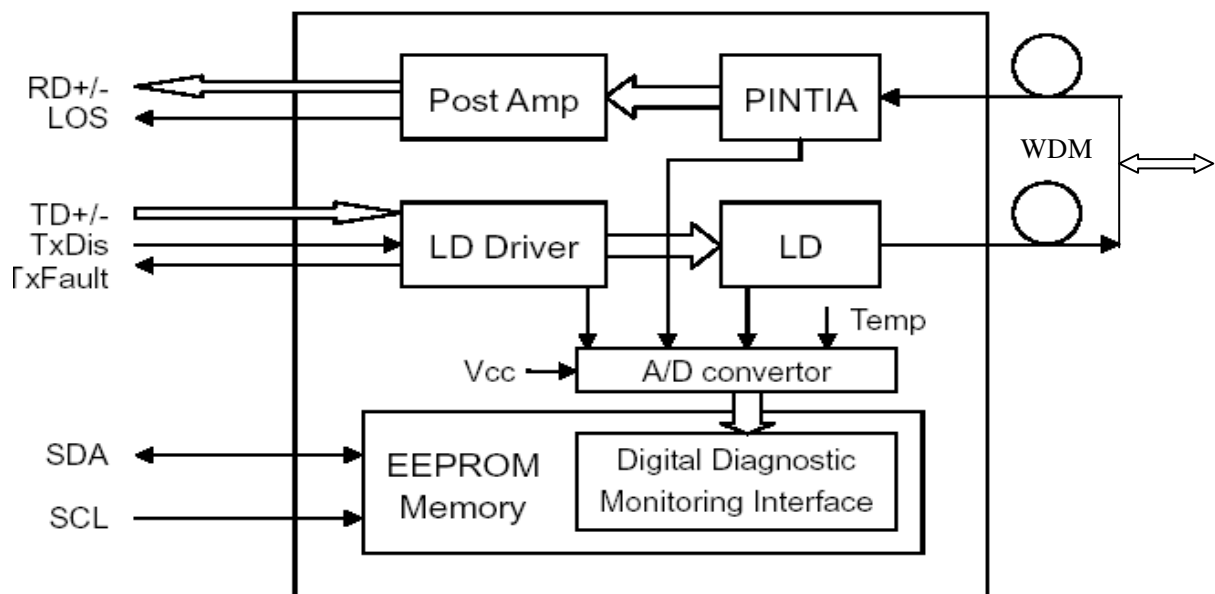 RD+/-
LOS
Post Amp
PINTIA
WDM
TD+/-
TxDis
TxFault
LD Driver
LD
Temp
Vcc
A/D convertor
SDA
SCL
EEPROM
Memory
Digital Diagnostic
Monitoring Interface